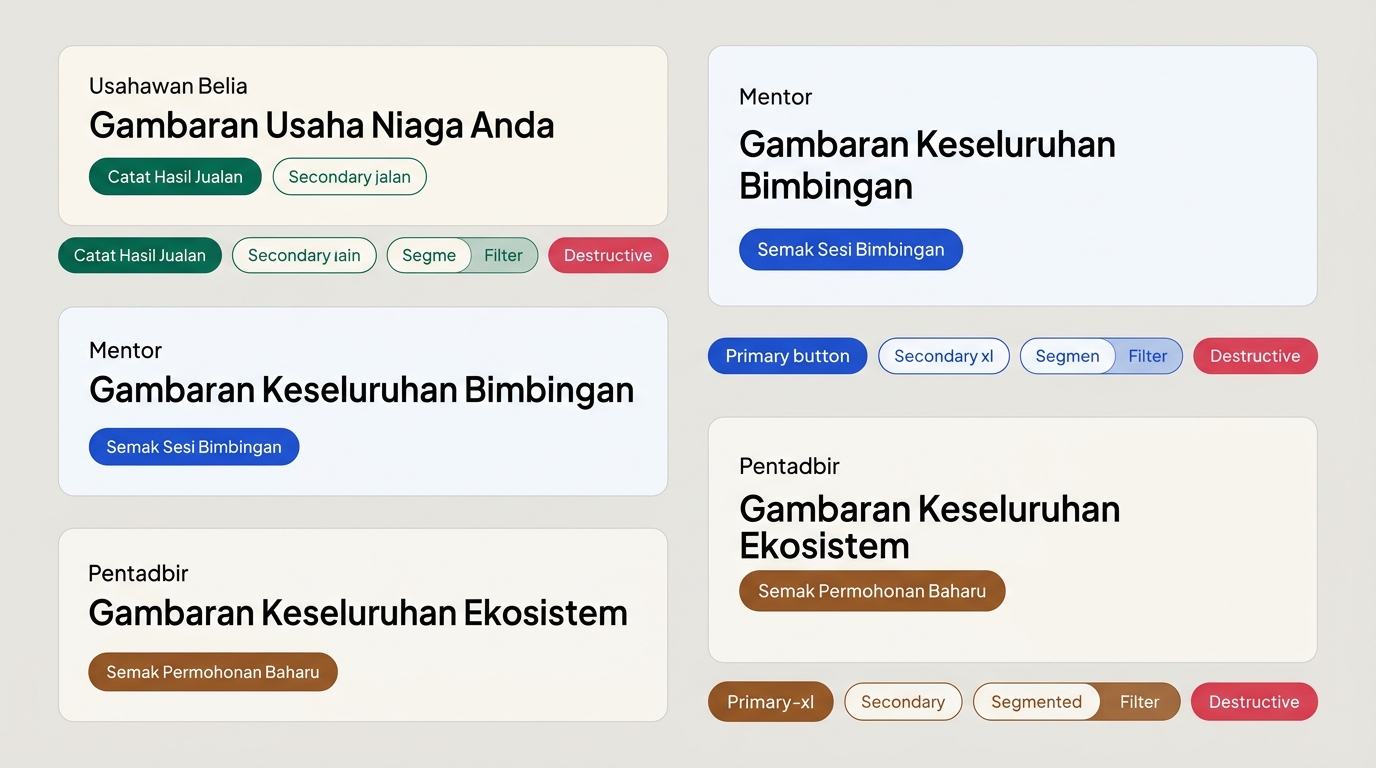 Usahawan Belia
Gambaran Usaha Niaga Anda
Catat Hasil Jualan
Secondary jalan
Catat Hasil Jualan
Secondary ıain
Segme
Filter
Destructive
Mentor
Gambaran Keseluruhan Bimbingan
Semak Sesi Bimbingan
Pentadbir
Gambaran Keseluruhan Ekosistem
Semak Permohonan Baharu
Mentor
Gambaran Keseluruhan
Bimbingan
Semak Sesi Bimbingan
Primary button
Secondary xl
Segmen
Filter
Destructive
Pentadbir
Gambaran Keseluruhan
Ekosistem
Semak Permohonan Baharu
Primary-xl
Secondary
Segmented
Filter
Destructive